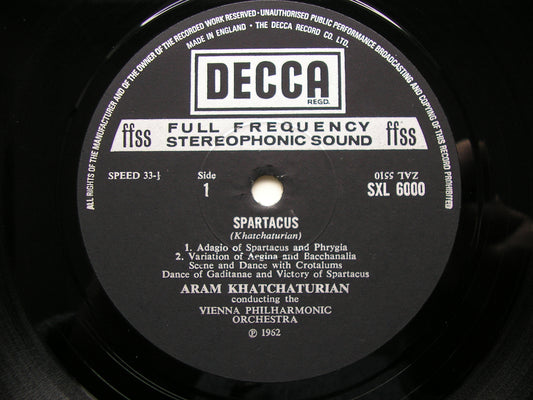 ALL RIGHTS OF THE MANUFACTURER AND OF THE OWNER OF THE RECORDED WORK RESERVED · UNAUTHORISED PUBLIC PERFORMANCE BROADCASTING AND COPYING OF THIS RECORD PROHIBITED
MADE IN ENGLAND · THE DECCA RECORD CO. LTD.
DECCA
REGD.
ffss FULL FREQUENCY ffss
STEREOPHONIC SOUND
SPEED 33-⅓ Side ZAL 5510
1 SXL 6000
SPARTACUS
(Khatchaturian)
1. Adagio of Spartacus and Phrygia
2. Variation of Aegina and Bacchanalia
Scene and Dance with Crotalums
Dance of Gaditanae and Victory of Spartacus
ARAM KHATCHATURIAN
conducting the
VIENNA PHILHARMONIC
ORCHESTRA
℗ 1962